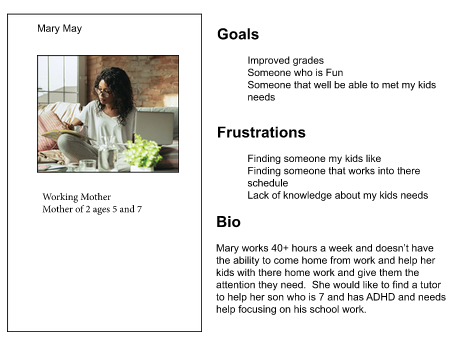 Mary May
Working Mother
Mother of 2 ages 5 and 7
Goals
Improved grades
Someone who is Fun
Someone that well be able to met my kids
needs
Frustrations
Finding someone my kids like
Finding someone that works into there
schedule
Lack of knowledge about my kids needs
Bio
Mary works 40+ hours a week and doesn't have
the ability to come home from work and help her
kids with there home work and give them the
attention they need.  She would like to find a tutor
to help her son who is 7 and has ADHD and needs
help focusing on his school work.